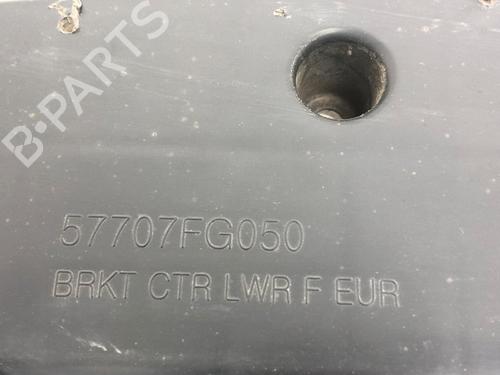 B-PARTS
57707FG050
BRKT CTR LWR F EUR